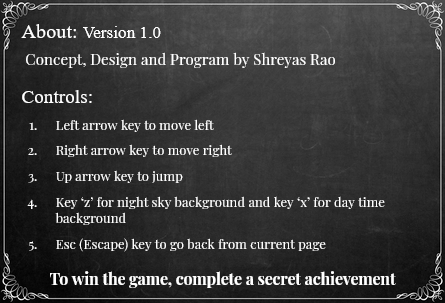 About: Version 1.0
Concept, Design and Program by Shreyas Rao
Controls:
1. Left arrow key to move left
2. Right arrow key to move right
3. Up arrow key to jump
4. Key ‘z’ for night sky background and key ‘x’ for day time
background
5. Esc (Escape) key to go back from current page
To win the game, complete a secret achievement